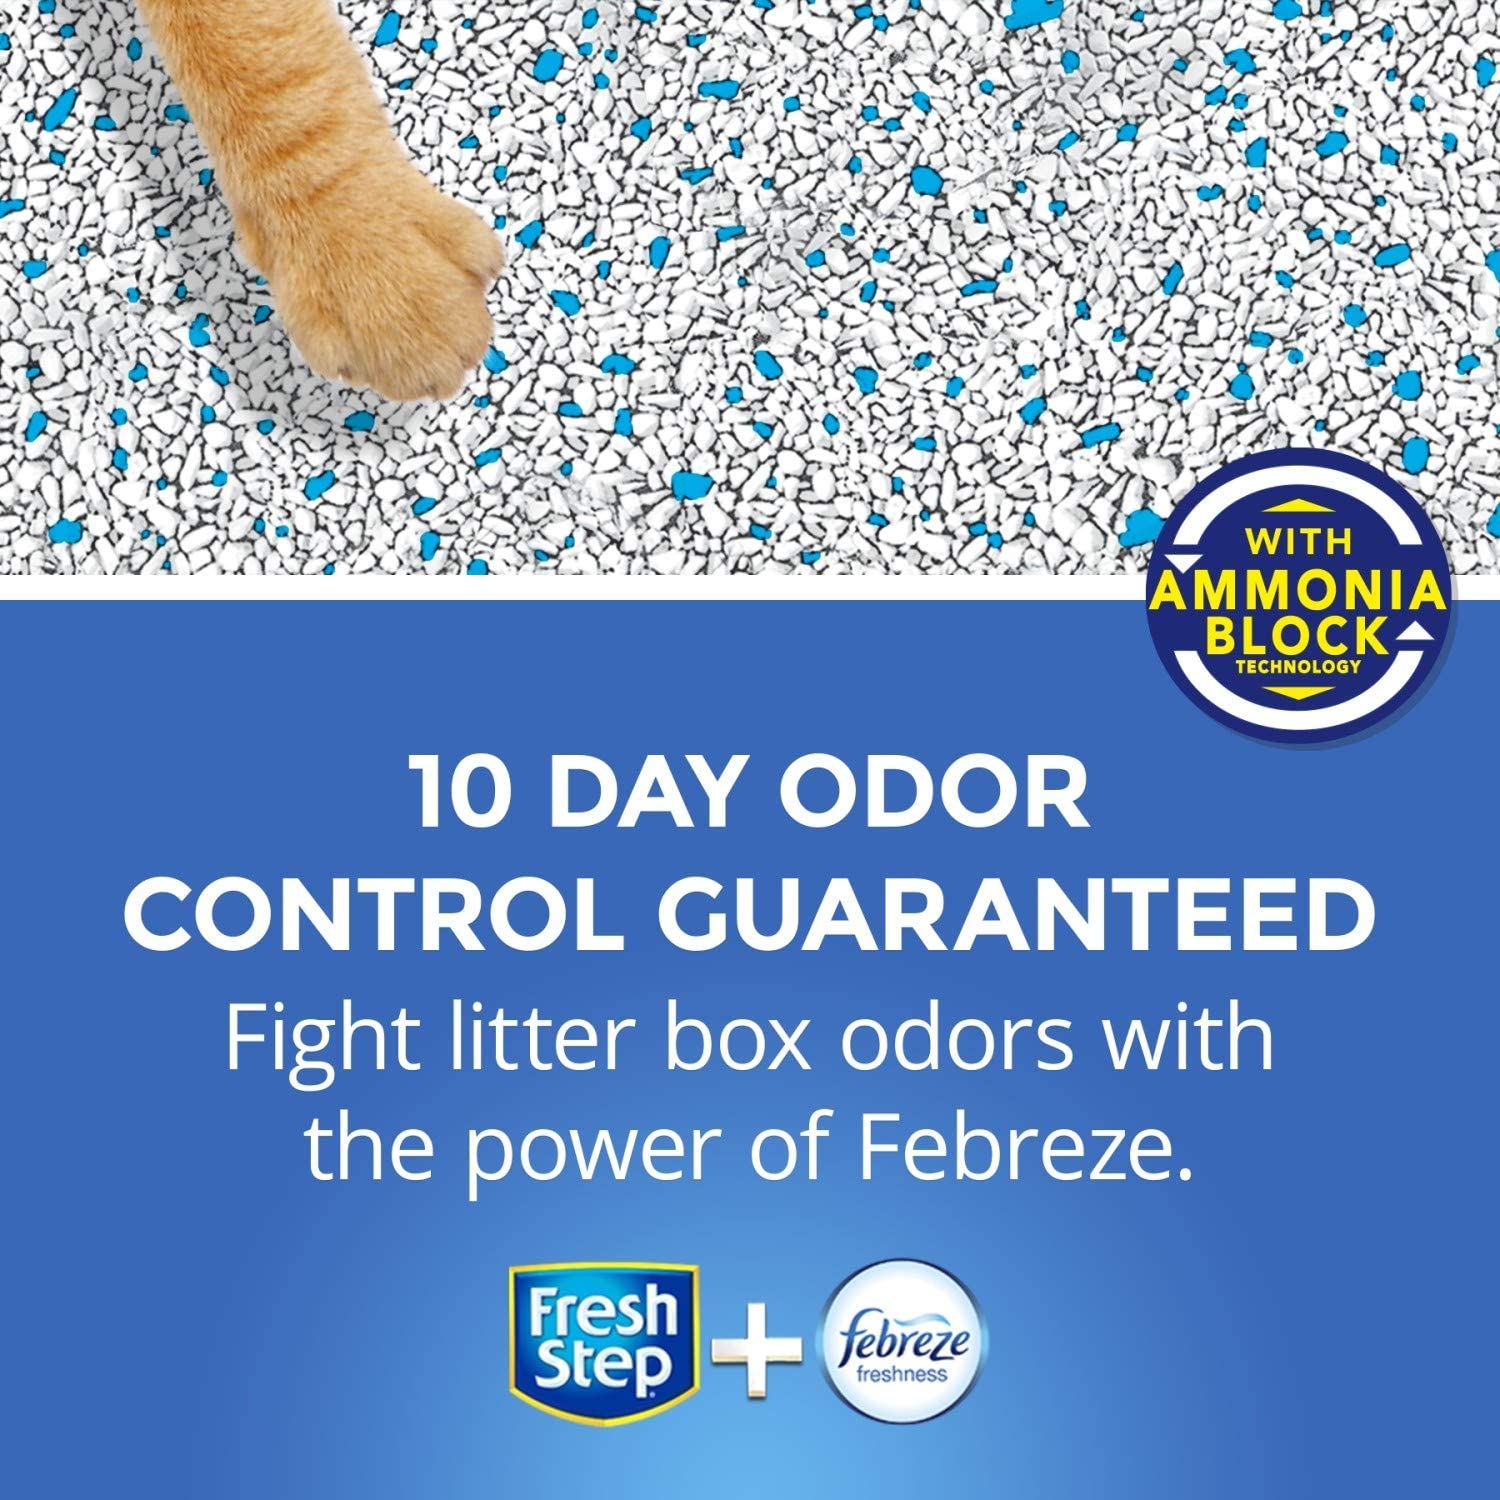 WITH
AMMONIA
BLOCK
TECHNOLOGY
10 DAY ODOR
CONTROL GUARANTEED
Fight litter box odors with
the power of Febreze.
Fresh
Step
+
febreze
freshness